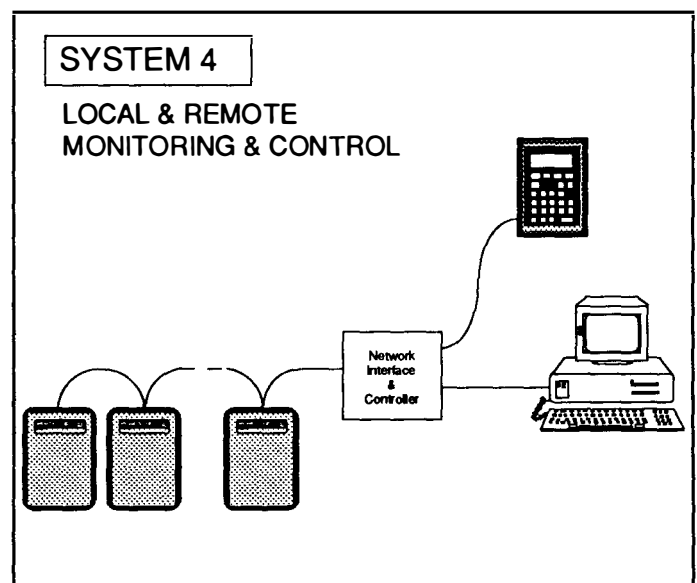 SYSTEM 4
LOCAL & REMOTE
MONITORING & CONTROL
Network
Interface
&
Controller